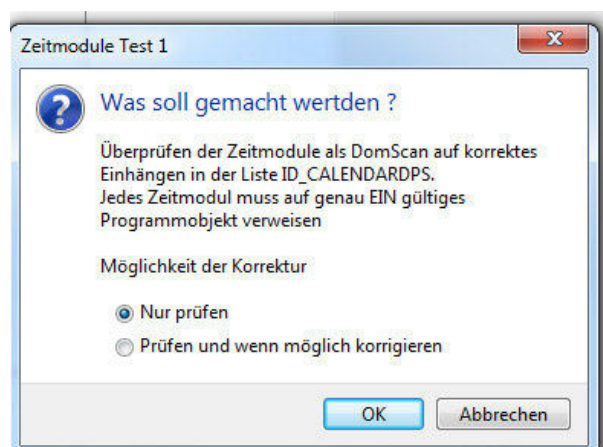 Zeitmodule Test 1
Was soll gemacht wertden ?
Überprüfen der Zeitmodule als DomScan auf korrektes
Einhängen in der Liste ID_CALENDARDPS.
Jedes Zeitmodul muss auf genau EIN gültiges
Programmobjekt verweisen
Möglichkeit der Korrektur
Nur prüfen
Prüfen und wenn möglich korrigieren
OK
Abbrechen